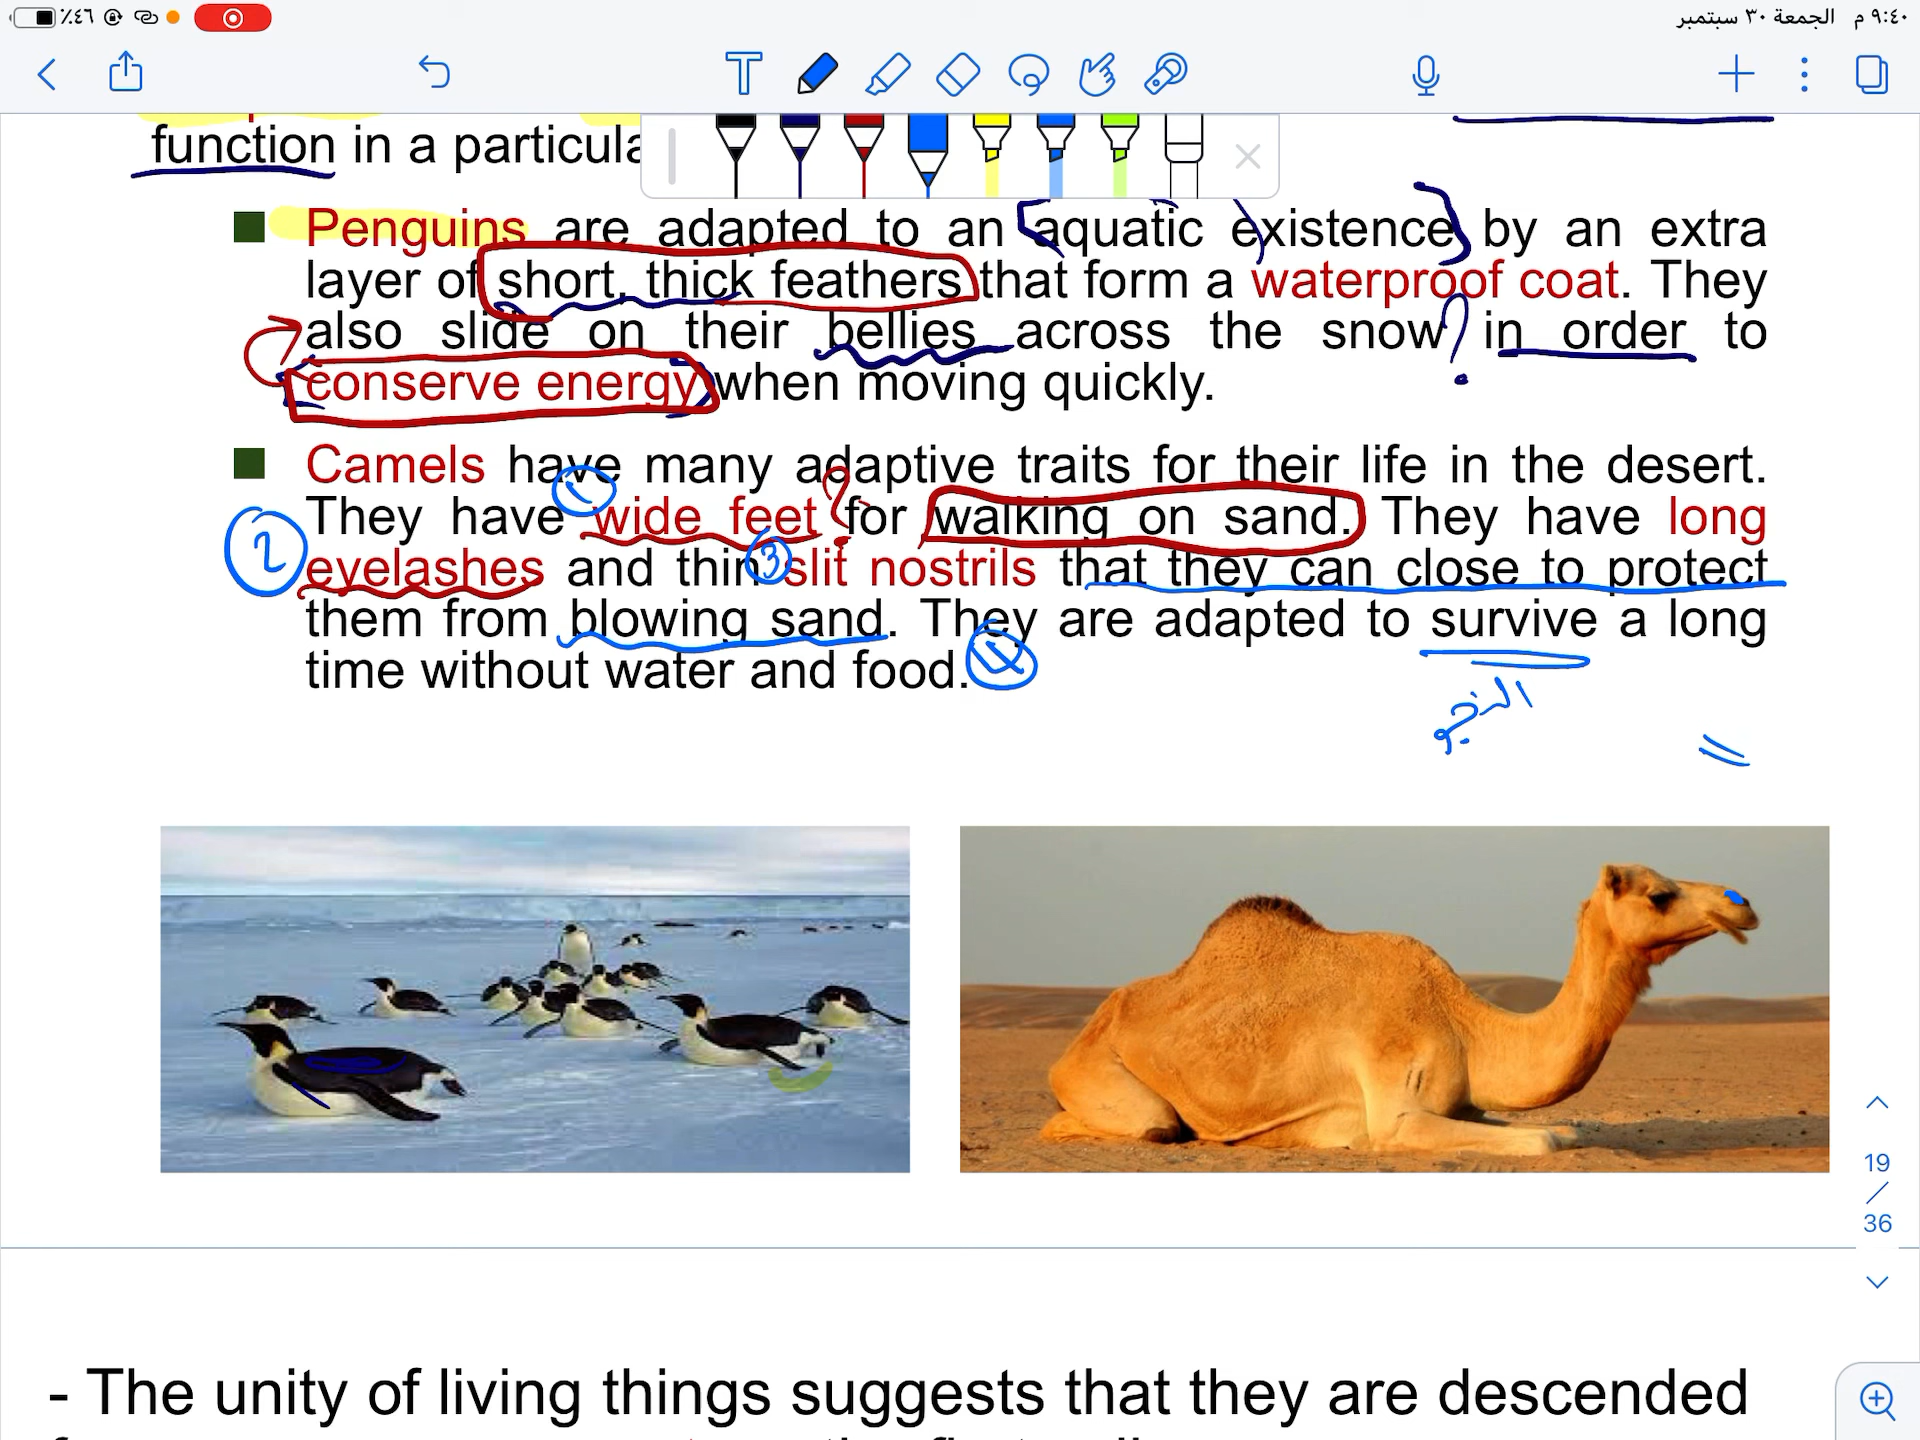 ٪٤٦
٩:٤٠ م الجمعة ٣٠ سبتمبر
T
function in a particula
Penguins are adapted to an aquatic existence by an extra
layer of short, thick feathers that form a waterproof coat. They
also slide on their bellies across the snow ? in order to
conserve energy when moving quickly.
Camels have many adaptive traits for their life in the desert.
1
They have wide feet ? for walking on sand. They have long
2
eyelashes and thin 3 slit nostrils that they can close to protect
them from blowing sand. They are adapted to survive a long
time without water and food. 4
19
/
36
- The unity of living things suggests that they are descended